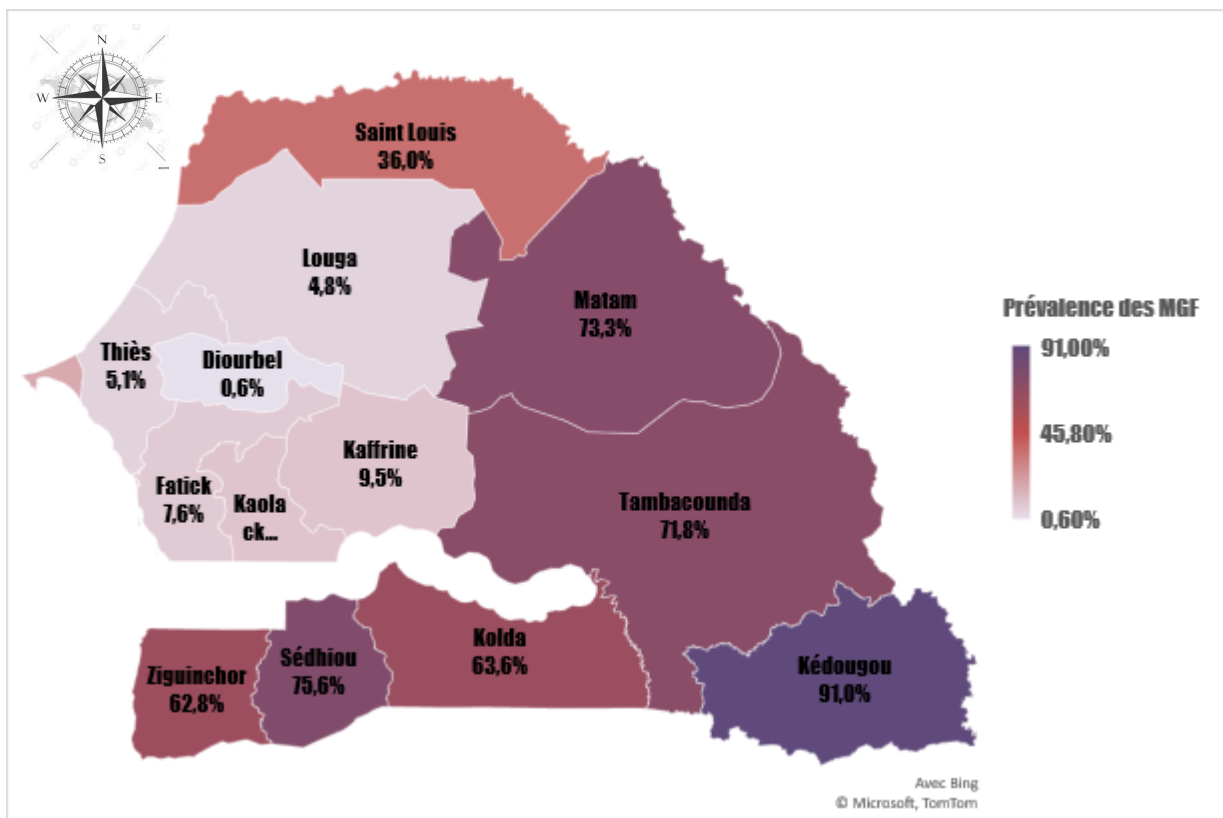 N
W
E
S
Saint Louis
36,0%
Louga
4,8%
Matam
73,3%
Thiès
5,1%
Diourbel
0,6%
Kaffrine
9,5%
Fatick
7,6%
Kaola
ck...
Tambacounda
71,8%
Ziguinchor
62,8%
Sédhiou
75,6%
Kolda
63,6%
Kédougou
91,0%
Prévalence des MGF
91,00%
45,80%
0,60%
Avec Bing
© Microsoft, TomTom